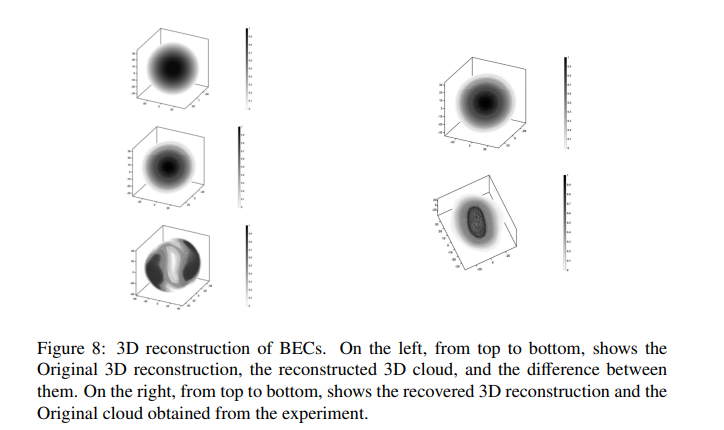 Figure 8: 3D reconstruction of BECs. On the left, from top to bottom, shows the
Original 3D reconstruction, the reconstructed 3D cloud, and the difference between
them. On the right, from top to bottom, shows the recovered 3D reconstruction and the
Original cloud obtained from the experiment.